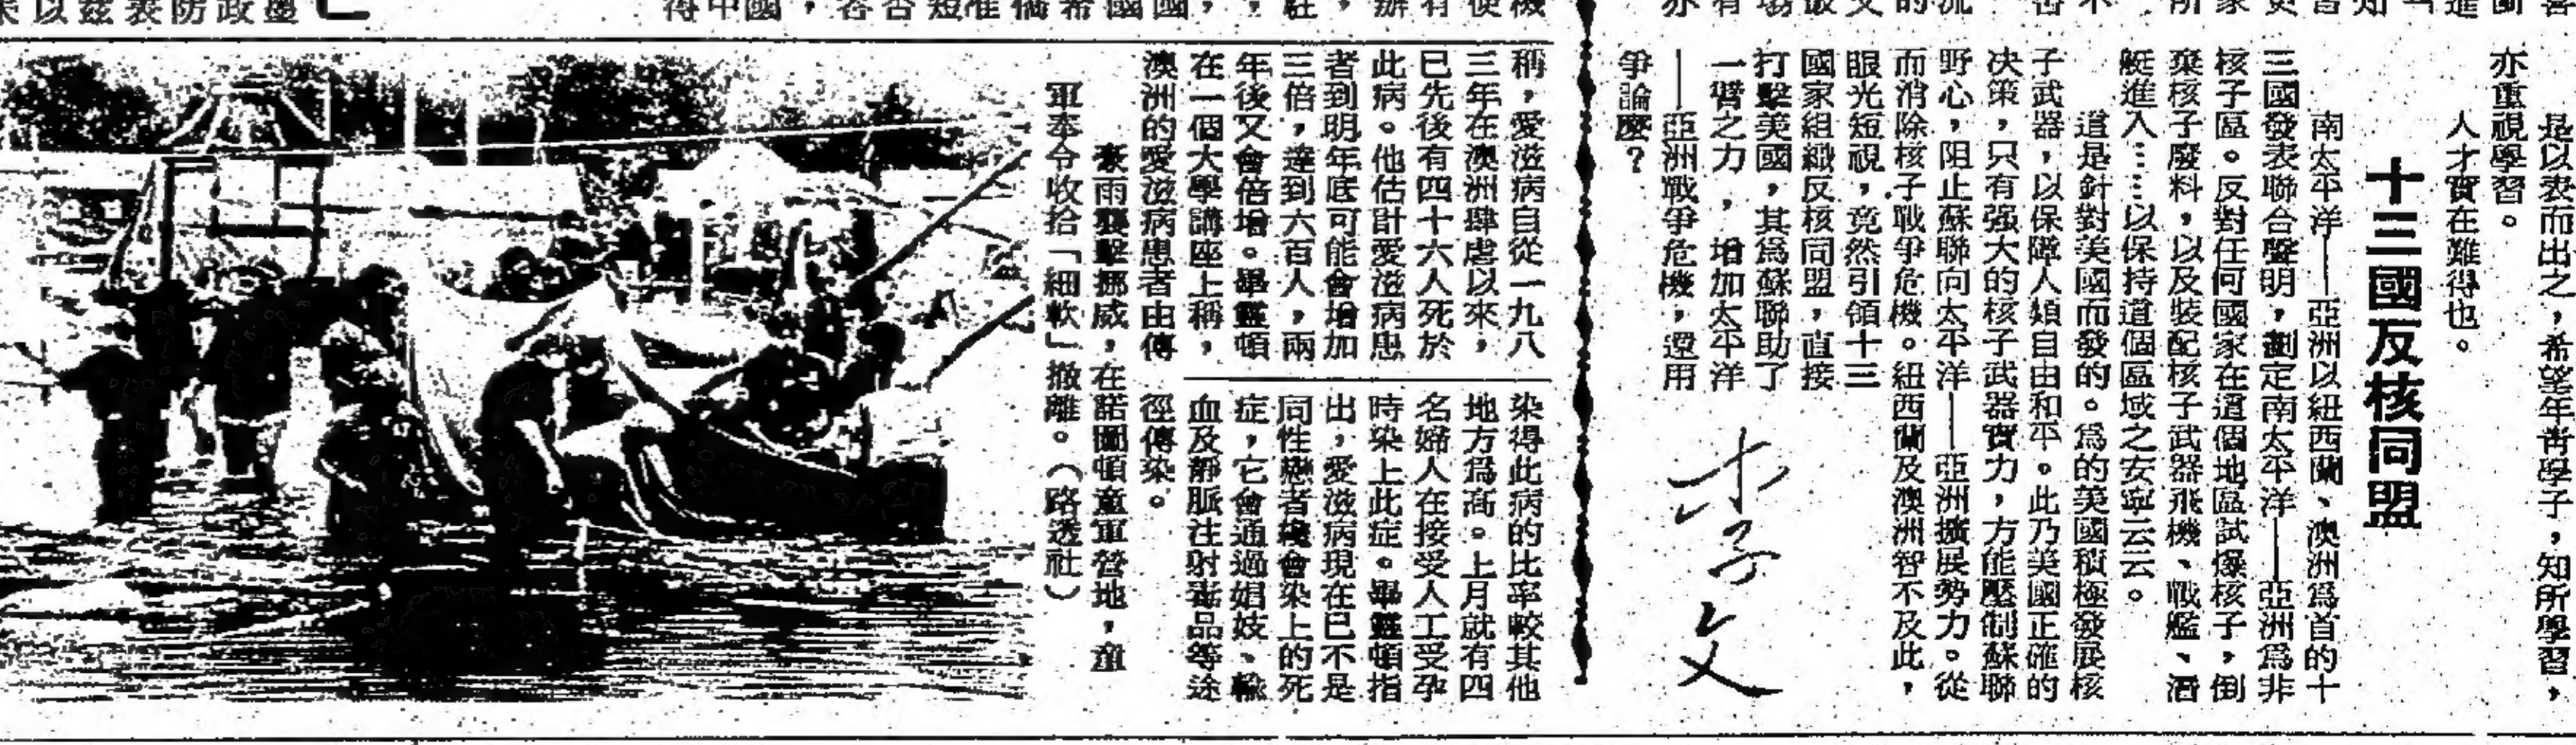 是以表而出之，希望年青學子，知所學習，
亦重視學習。
人才實在難得也。
十三國反核同盟
南太平洋——亞洲以紐西蘭、澳洲爲首的十
三國發表聯合聲明，劃定南太平洋——亞洲爲非
核子區。反對任何國家在這個地區試爆核子，倒
棄核子廢料，以及裝配核子武器飛機、戰艦、潛
艇進入……以保持這個區域之安寧云云。
這是針對美國而發的。爲的美國積極發展核
子武器，以保障人類自由和平。此乃美國正確的
决策，只有强大的核子武器實力，方能壓制蘇聯
野心，阻止蘇聯向太平洋——亞洲擴展勢力。從
而消除核子戰爭危機。紐西蘭及澳洲智不及此，
眼光短視，竟然引領十三
國家組織反核同盟，直接
打擊美國，其爲蘇聯助了
一臂之力，增加太平洋
——亞洲戰爭危機，還用
爭論麼？
李文
稱，愛滋病自從一九八
三年在澳洲肆虐以來，
已先後有四十六人死於
此病。他估計愛滋病患
者到明年底可能會增加
三倍，達到六百人，兩
年後又會倍增。畢靈頓
在一個大學講座上稱，
澳洲的愛滋病患者由傳
染得此病的比率較其他
地方爲高。上月就有四
名婦人在接受人工受孕
時染上此症。畢靈頓指
出，愛滋病現在已不是
同性戀者纔會染上的死
症，它會通過娼妓、輸
血及靜脈注射毒品等途
徑傳染。
豪雨襲擊挪威，在諾圖頓童軍營地，童
軍奉令收拾「細軟」撤離。（路透社）